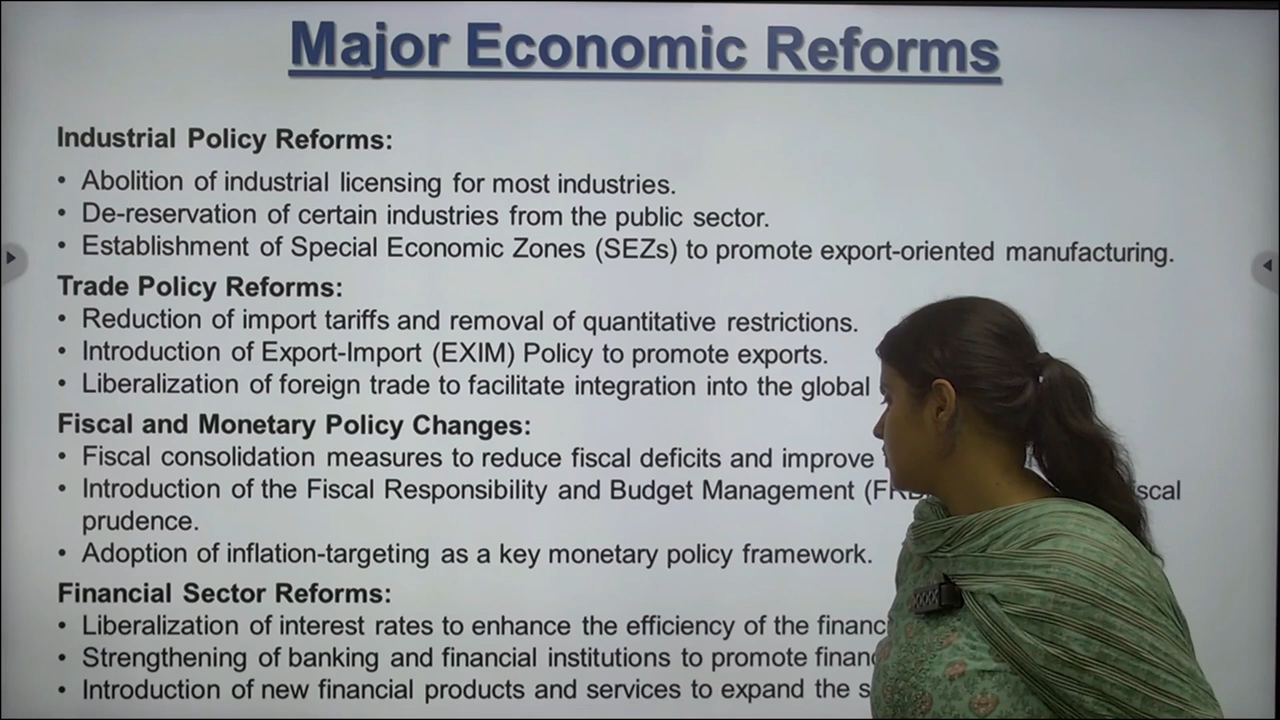 Major Economic Reforms
Industrial Policy Reforms:
• Abolition of industrial licensing for most industries.
• De-reservation of certain industries from the public sector.
• Establishment of Special Economic Zones (SEZs) to promote export-oriented manufacturing.
Trade Policy Reforms:
• Reduction of import tariffs and removal of quantitative restrictions.
• Introduction of Export-Import (EXIM) Policy to promote exports.
• Liberalization of foreign trade to facilitate integration into the global
Fiscal and Monetary Policy Changes:
• Fiscal consolidation measures to reduce fiscal deficits and improve
• Introduction of the Fiscal Responsibility and Budget Management
prudence.
• Adoption of inflation-targeting as a key monetary policy framework.
Financial Sector Reforms:
• Liberalization of interest rates to enhance the efficiency of the
• Strengthening of banking and financial institutions to promote
• Introduction of new financial products and services to expand the